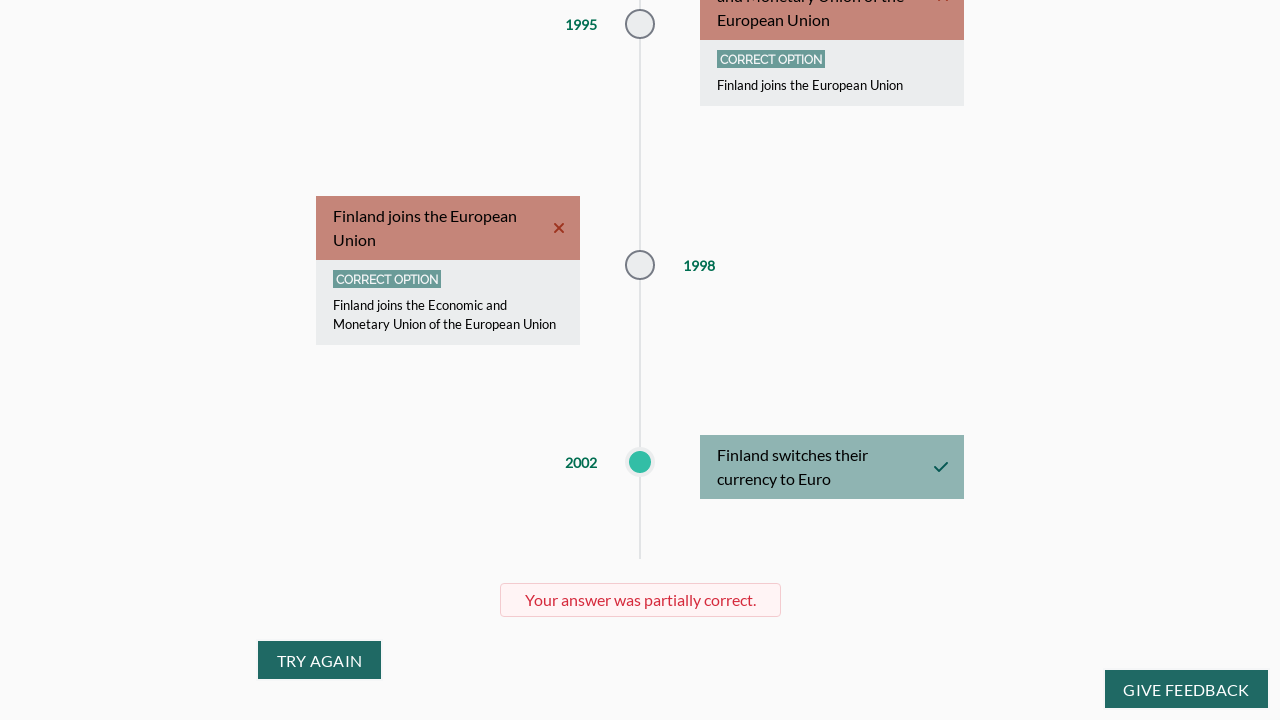 and Monetary Union of the
European Union
1995
CORRECT OPTION
Finland joins the European Union
Finland joins the European
Union
CORRECT OPTION
Finland joins the Economic and
Monetary Union of the European Union
1998
2002
Finland switches their
currency to Euro
Your answer was partially correct.
TRY AGAIN
GIVE FEEDBACK